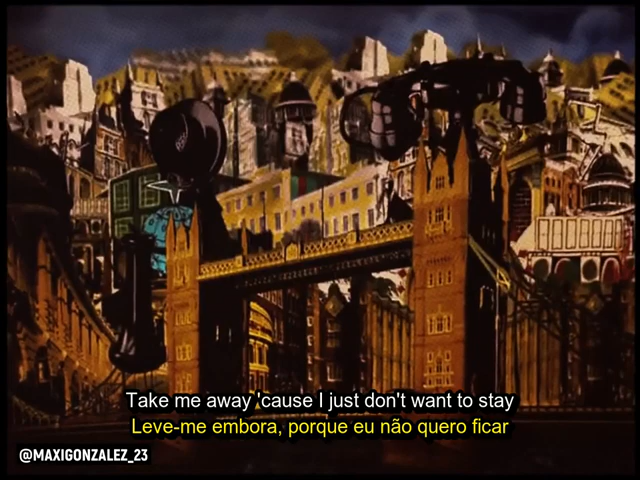 Take me away 'cause I just don't want to stay
Leve-me embora, porque eu não quero ficar
@MAXIGONZALEZ_23